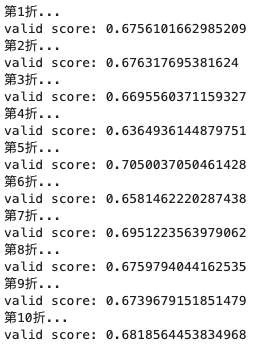 第1折...
valid score: 0.6756101662985209
第2折...
valid score: 0.676317695381624
第3折...
valid score: 0.6695560371159327
第4折...
valid score: 0.6364936144879751
第5折...
valid score: 0.7050037050461428
第6折...
valid score: 0.6581462220287438
第7折...
valid score: 0.6951223563979062
第8折...
valid score: 0.6759794044162535
第9折...
valid score: 0.6739679151851479
第10折...
valid score: 0.6818564453834968